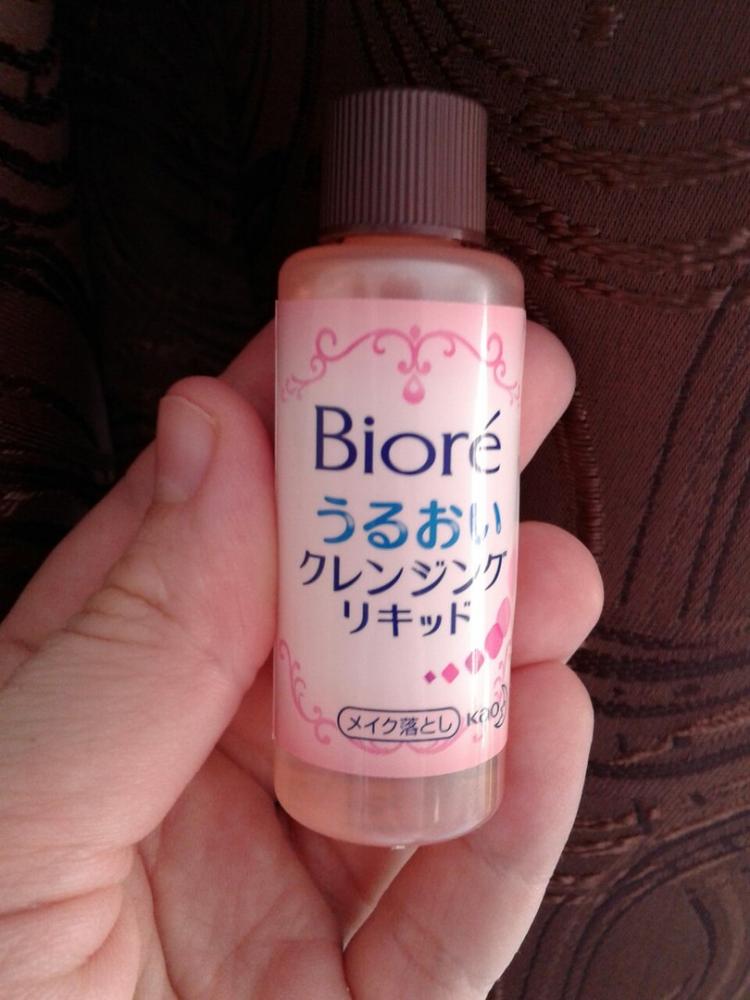 Bioré
うるおい
クレンジング
リキッド
メイク落とし
Kao